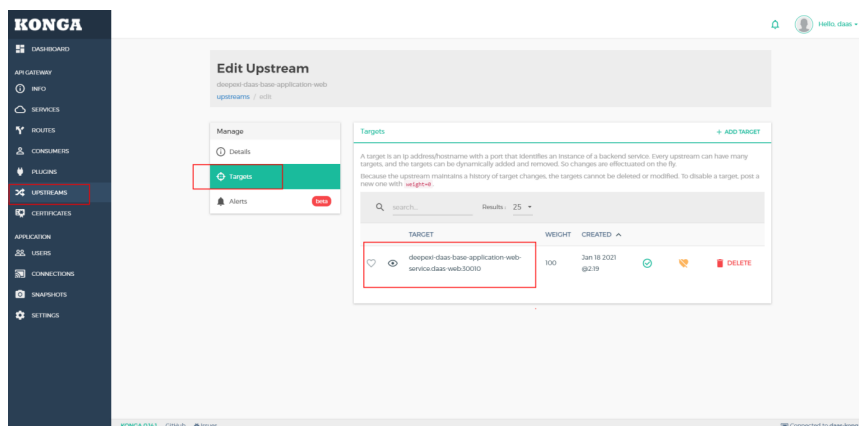 KONGA
Hello, daas
DASHBOARD
API GATEWAY
INFO
SERVICES
ROUTES
CONSUMERS
PLUGINS
UPSTREAMS
CERTIFICATES
APPLICATION
USERS
CONNECTIONS
SNAPSHOTS
SETTINGS
Edit Upstream
deepexi-daas-base-application-web
upstreams / edit
Manage
Details
Targets
Alerts
beta
Targets
+ ADD TARGET
A target is an ip address/hostname with a port that identifies an instance of a backend service. Every upstream can have many
targets, and the targets can be dynamically added and removed. So changes are effectuated on the fly.
Because the upstream maintains a history of target changes, the targets cannot be deleted or modified. To disable a target, post a
new one with weight=0.
search...
Results: 25
TARGET WEIGHT CREATED
deepexi-daas-base-application-web-
service.daas-web:30010
100
Jan 18 2021
@2:19
DELETE
GitHub
Connected to daas-kong